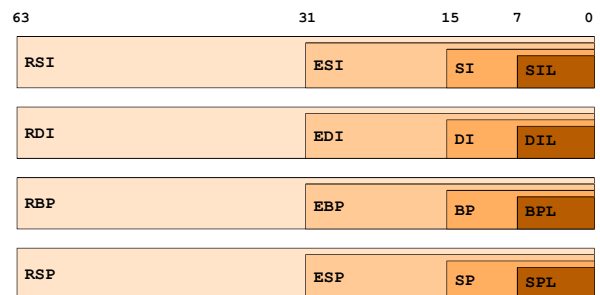 63 31 15 7 0
RSI ESI SI SIL
RDI EDI DI DIL
RBP EBP BP BPL
RSP ESP SP SPL